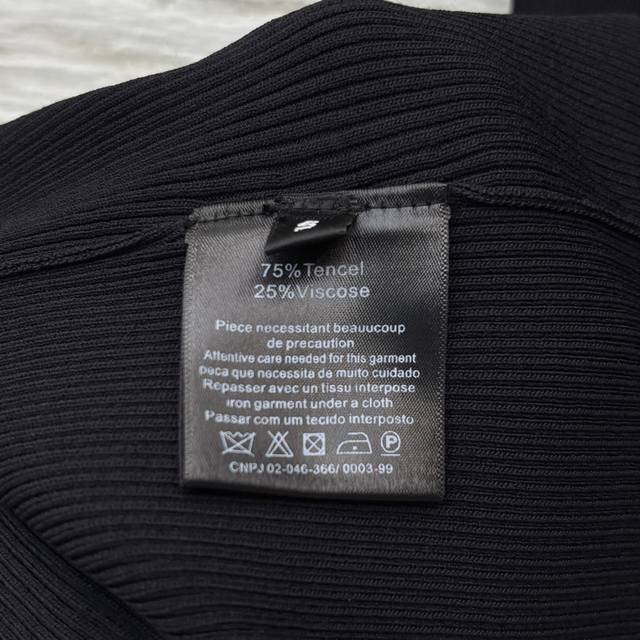 S
75%Tencel
25%Viscose
Piece necessitant beauucoup
de precaution
Attentive care needed for this garment
peca que necessita de muito cuidado
Repasser avec un tissu interpose
iron garment under a cloth
Passar com um tecido interposto
P
CNPJ 02-046-366/ 0003-99